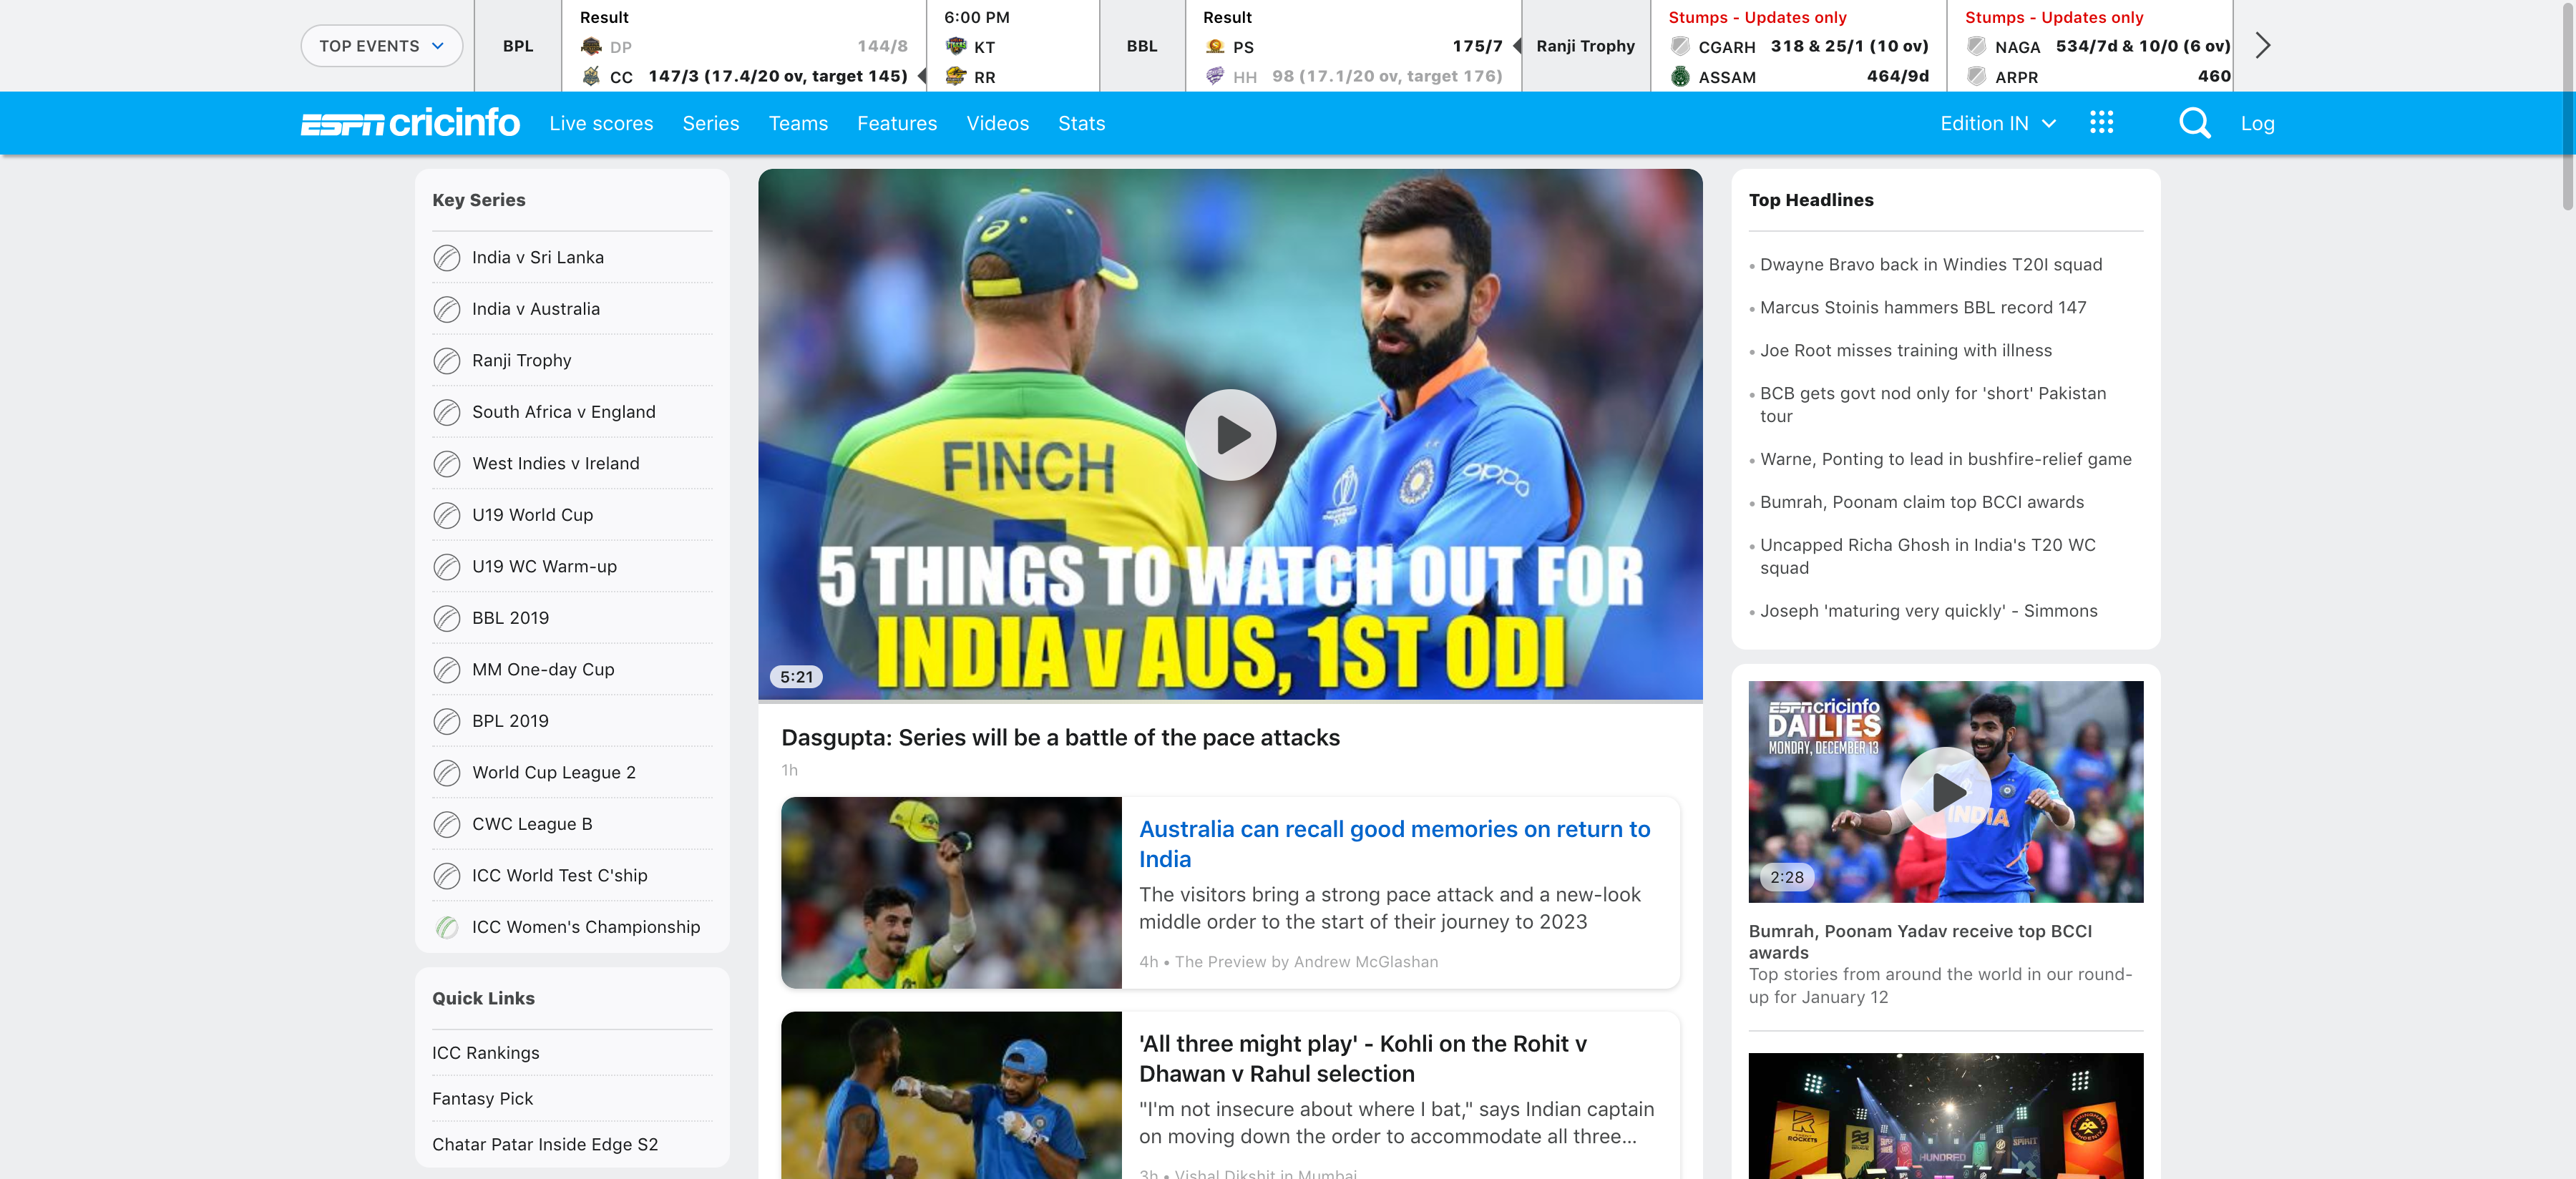 TOP EVENTS
BPL
Result
DP 144/8
CC 147/3 (17.4/20 ov, target 145)
6:00 PM
KT
RR
BBL
Result
PS 175/7
HH 98 (17.1/20 ov, target 176)
Ranji Trophy
Stumps - Updates only
CGARH 318 & 25/1 (10 ov)
ASSAM 464/9d
Stumps - Updates only
NAGA 534/7d & 10/0 (6 ov)
ARPR 460
ESPN cricinfo Live scores Series Teams Features Videos Stats Edition IN Log
Key Series
India v Sri Lanka
India v Australia
Ranji Trophy
South Africa v England
West Indies v Ireland
U19 World Cup
U19 WC Warm-up
BBL 2019
MM One-day Cup
BPL 2019
World Cup League 2
CWC League B
ICC World Test C'ship
ICC Women's Championship
Quick Links
ICC Rankings
Fantasy Pick
Chatar Patar Inside Edge S2
FINCH
oppo
5 THINGS TO WATCH OUT FOR
INDIA v AUS, 1ST ODI
5:21
Dasgupta: Series will be a battle of the pace attacks
1h
Australia can recall good memories on return to
India
The visitors bring a strong pace attack and a new-look
middle order to the start of their journey to 2023
4h • The Preview by Andrew McGlashan
'All three might play' - Kohli on the Rohit v
Dhawan v Rahul selection
"I'm not insecure about where I bat," says Indian captain
on moving down the order to accommodate all three...
3h • Vishal Dikshit in Mumbai
Top Headlines
• Dwayne Bravo back in Windies T20I squad
• Marcus Stoinis hammers BBL record 147
• Joe Root misses training with illness
• BCB gets govt nod only for 'short' Pakistan
tour
• Warne, Ponting to lead in bushfire-relief game
• Bumrah, Poonam claim top BCCI awards
• Uncapped Richa Ghosh in India's T20 WC
squad
• Joseph 'maturing very quickly' - Simmons
ESPN cricinfo
DAILIES
MONDAY, DECEMBER 13
INDIA
2:28
Bumrah, Poonam Yadav receive top BCCI
awards
Top stories from around the world in our round-
up for January 12
ROCKETS
SPIRIT
HUNDRED